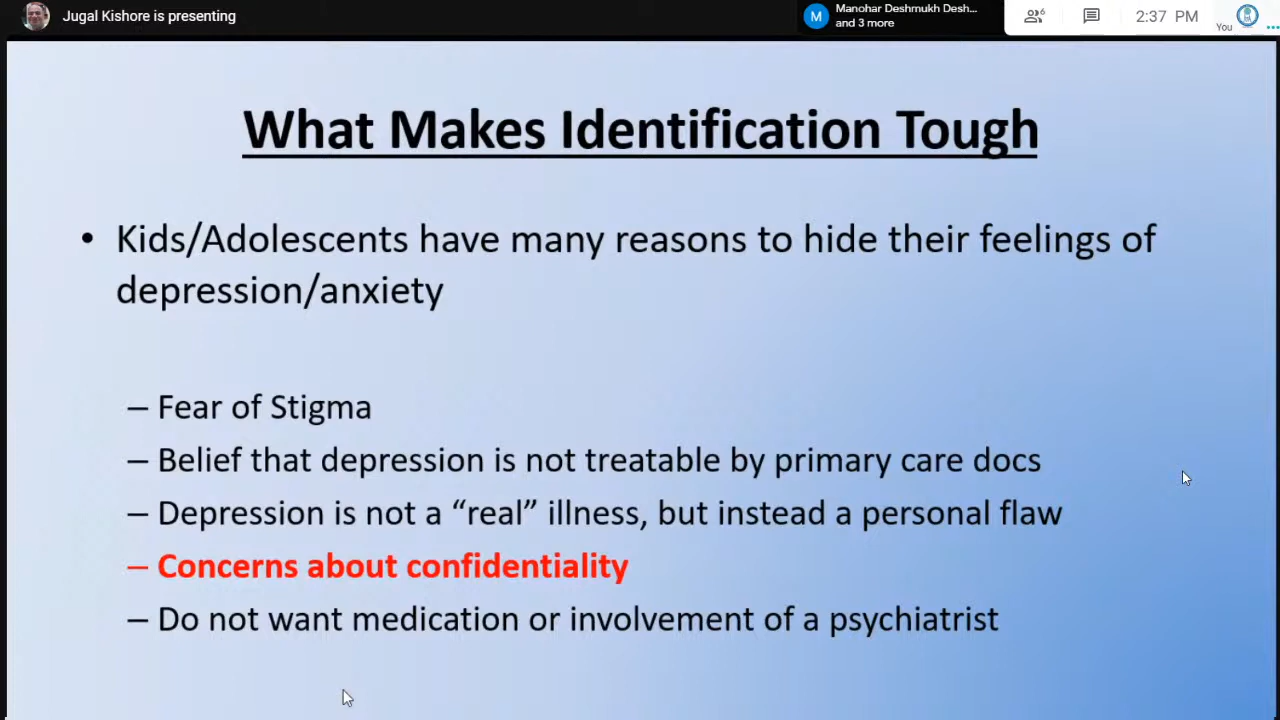 Jugal Kishore is presenting
M
Manohar Deshmukh Desh...
and 3 more
6
2:37 PM
You
What Makes Identification Tough
• Kids/Adolescents have many reasons to hide their feelings of
depression/anxiety
– Fear of Stigma
– Belief that depression is not treatable by primary care docs
– Depression is not a “real” illness, but instead a personal flaw
– Concerns about confidentiality
– Do not want medication or involvement of a psychiatrist